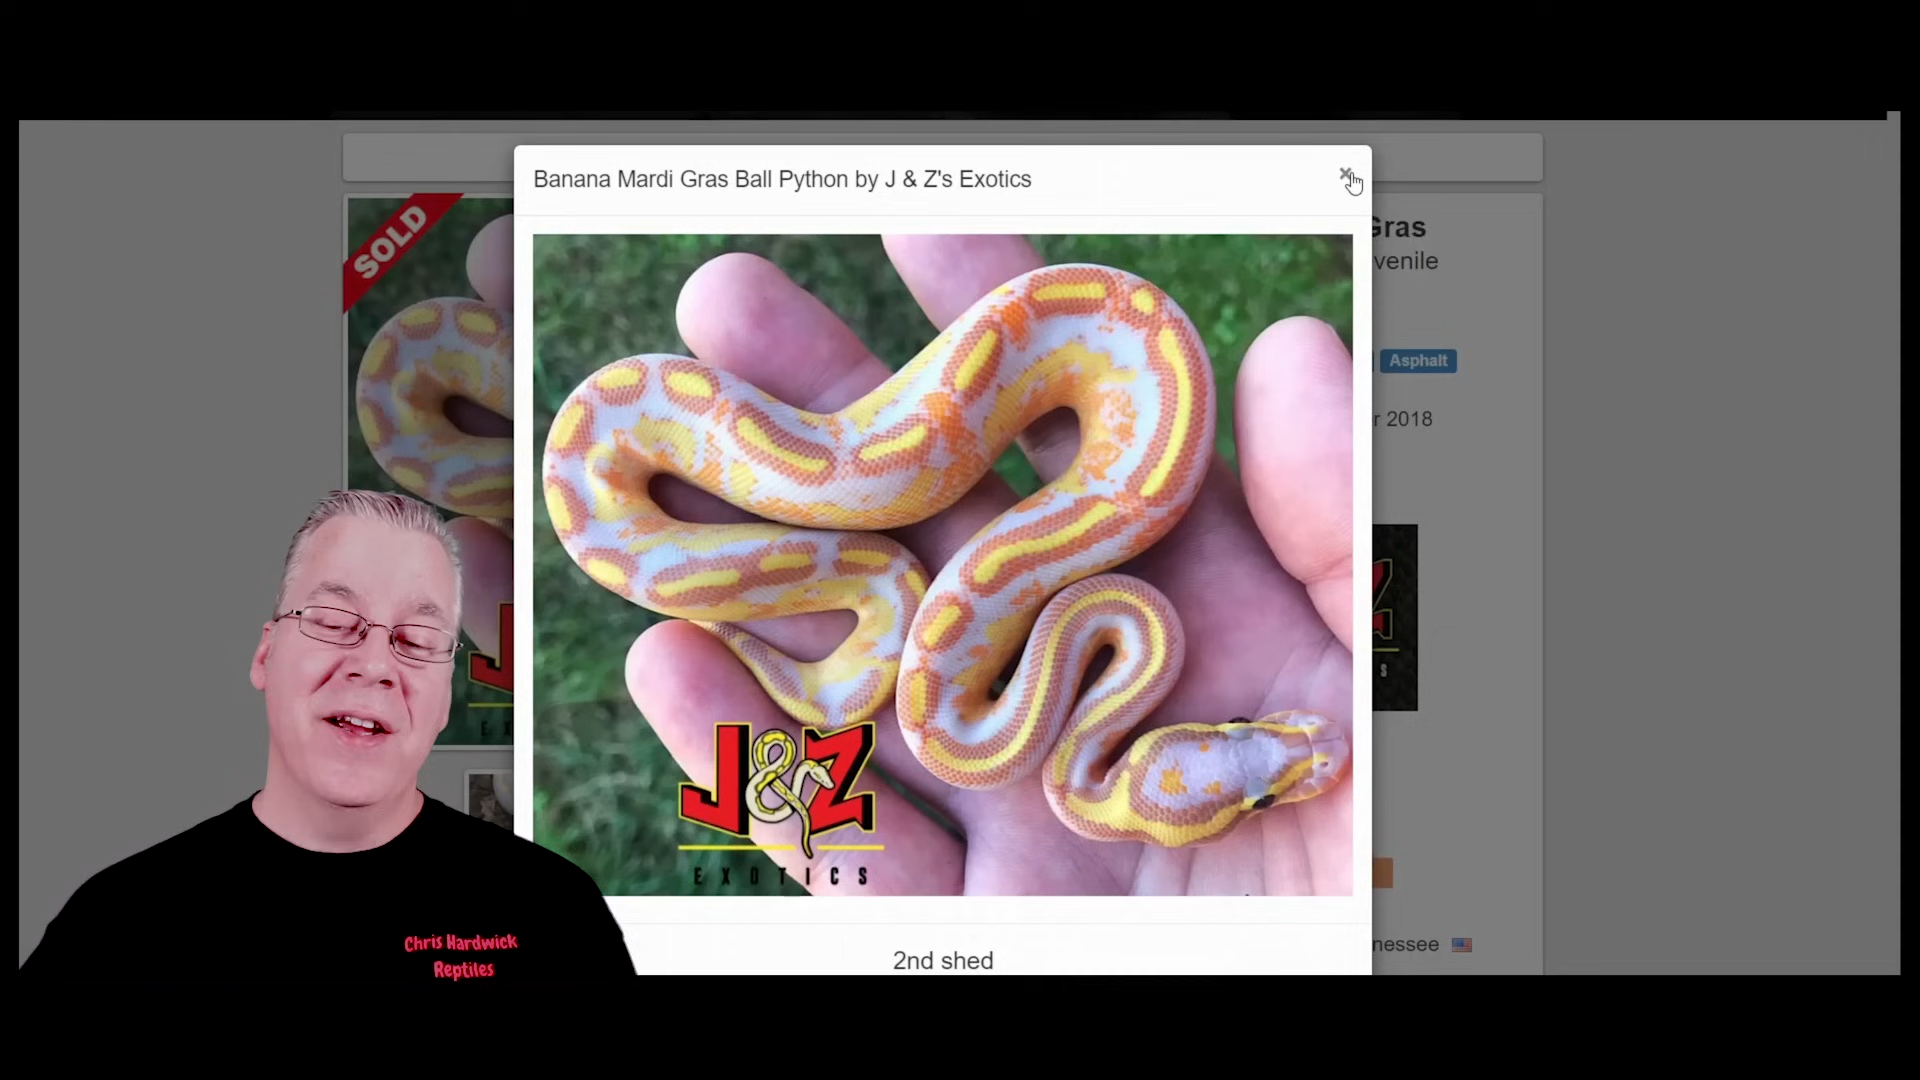 Banana Mardi Gras Ball Python by J & Z's Exotics
SOLD
Gras
venile
Asphalt
r 2018
J&Z
EXOTICS
Z
S
E X
nessee
Chris Hardwick
Reptiles
2nd shed